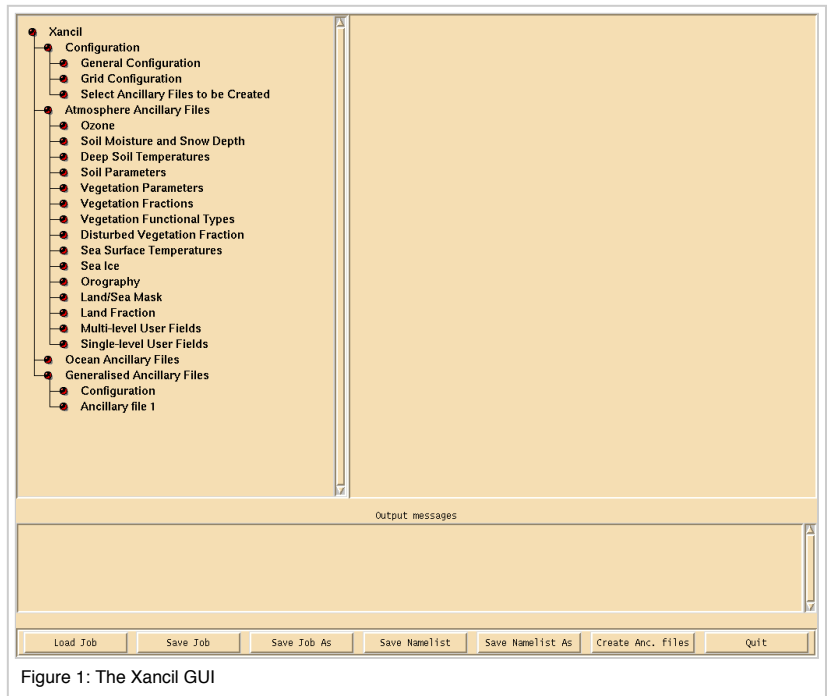 Xancil
Configuration
General Configuration
Grid Configuration
Select Ancillary Files to be Created
Atmosphere Ancillary Files
Ozone
Soil Moisture and Snow Depth
Deep Soil Temperatures
Soil Parameters
Vegetation Parameters
Vegetation Fractions
Vegetation Functional Types
Disturbed Vegetation Fraction
Sea Surface Temperatures
Sea Ice
Orography
Land/Sea Mask
Land Fraction
Multi-level User Fields
Single-level User Fields
Ocean Ancillary Files
Generalised Ancillary Files
Configuration
Ancillary file 1
Output messages
Load Job Save Job Save Job As Save Namelist Save Namelist As Create Anc. files Quit
Figure 1: The Xancil GUI